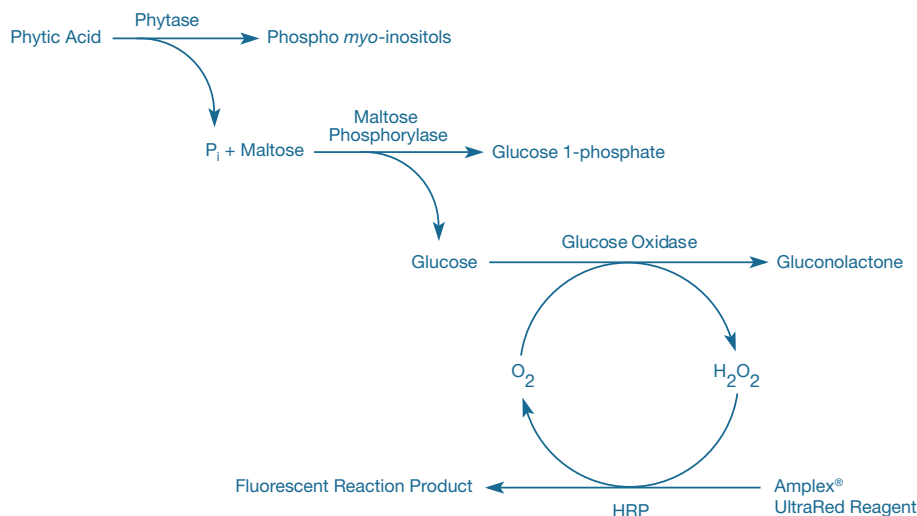 Phytase
Phytic Acid
Phospho myo-inositols
Maltose
Phosphorylase
Pi + Maltose
Glucose 1-phosphate
Glucose Oxidase
Glucose
Gluconolactone
O2
H2O2
Fluorescent Reaction Product
HRP
Amplex®
UltraRed Reagent